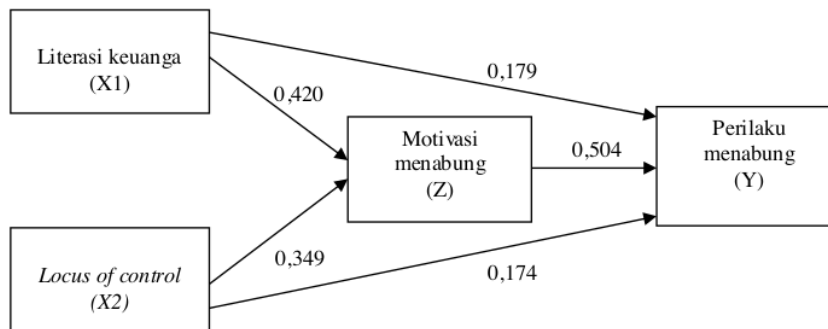 Literasi keuanga
(X1)
0,179
0,420
Motivasi
menabung
(Z)
0,504
Perilaku
menabung
(Y)
Locus of control
(X2)
0,349
0,174